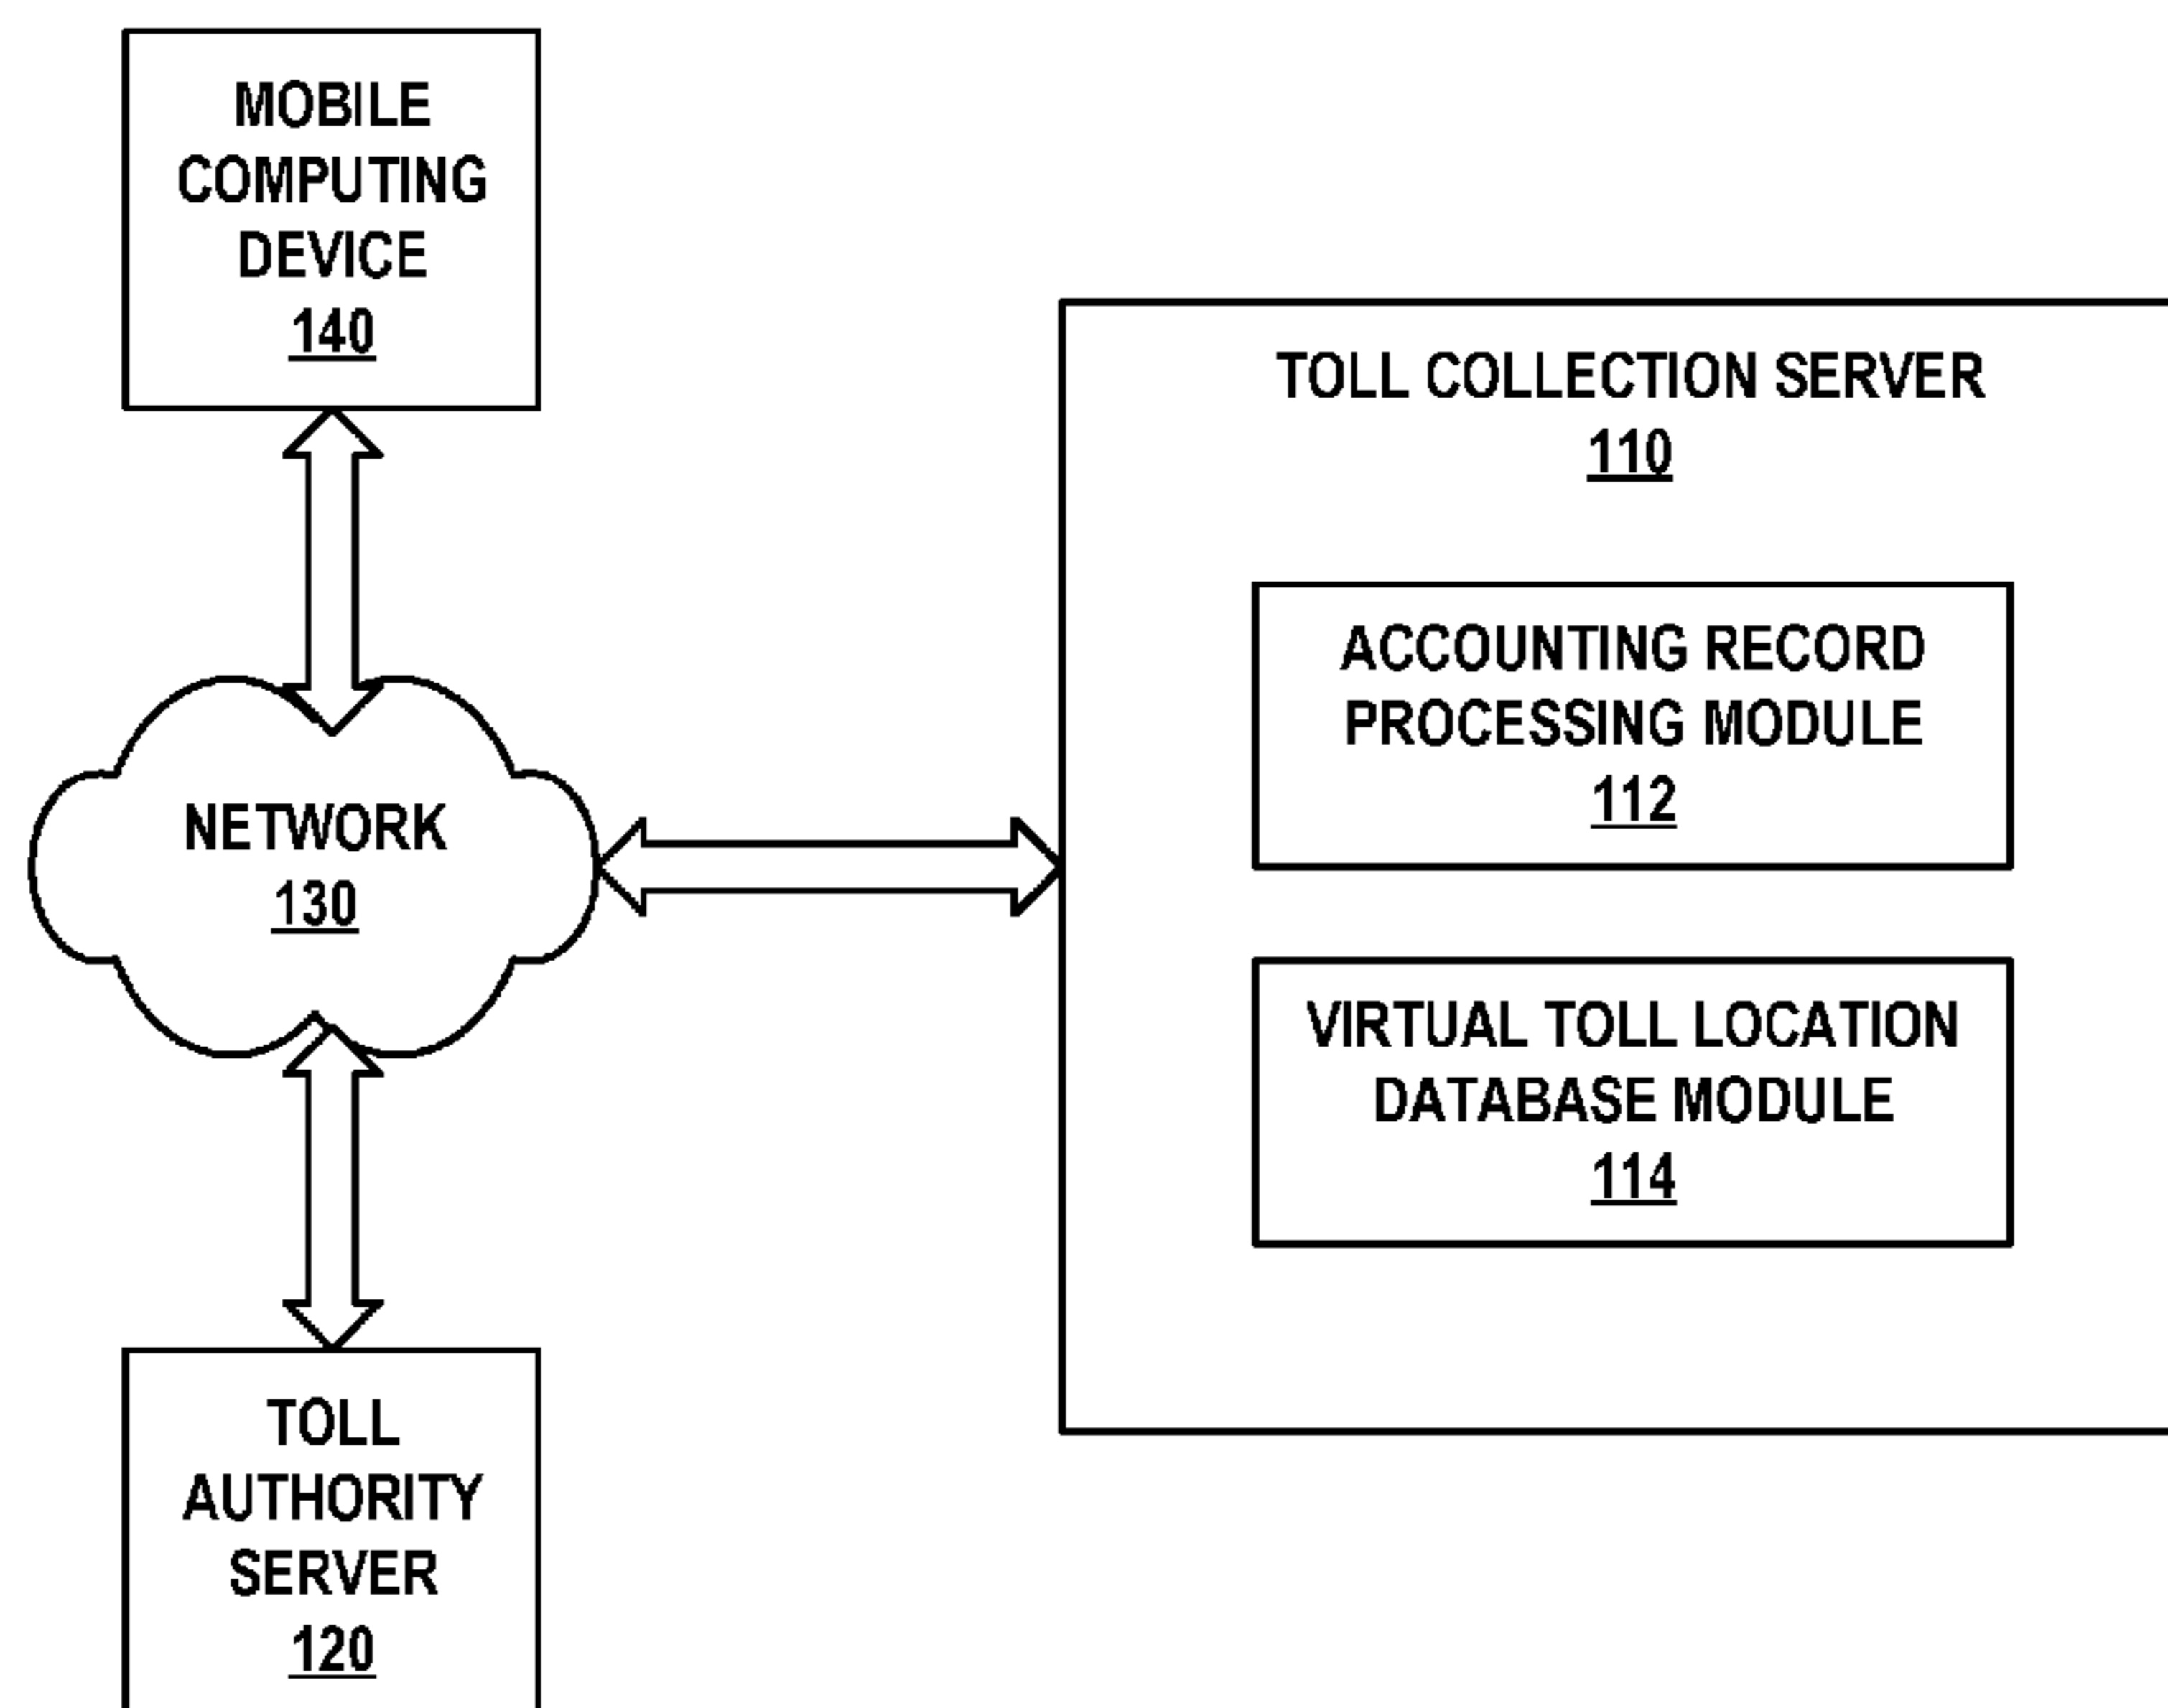 MOBILE
COMPUTING
DEVICE
140
TOLL COLLECTION SERVER
110
ACCOUNTING RECORD
PROCESSING MODULE
112
NETWORK
130
VIRTUAL TOLL LOCATION
DATABASE MODULE
114
TOLL
AUTHORITY
SERVER
120